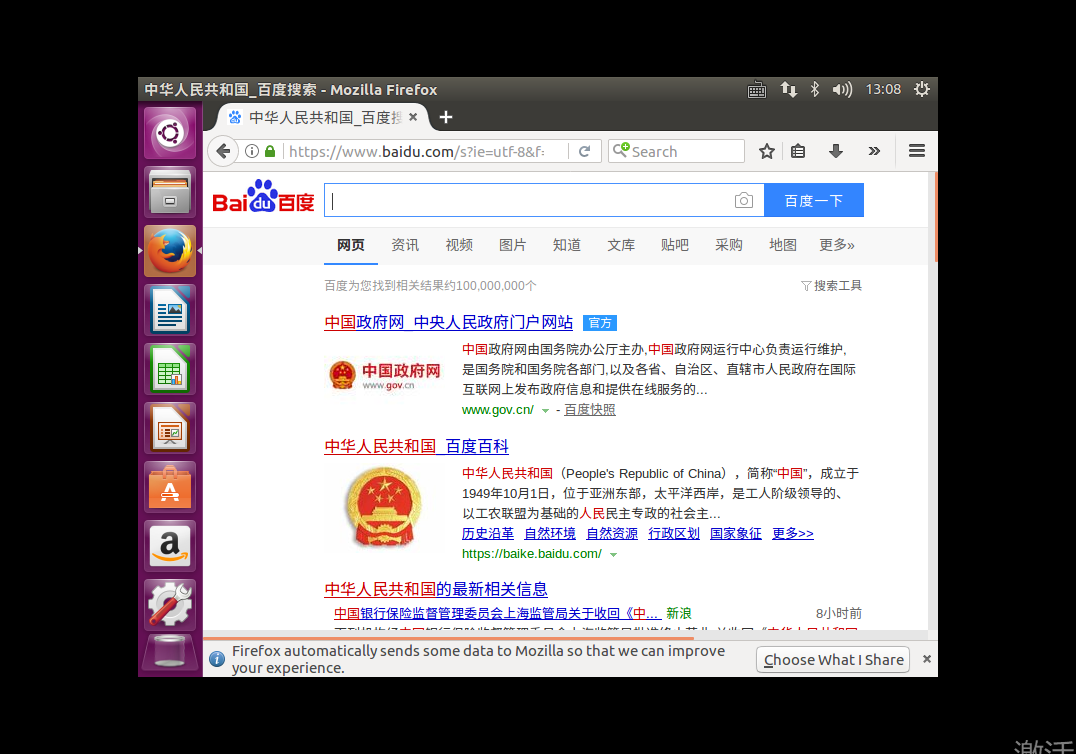 中华人民共和国_百度搜索 - Mozilla Firefox
13:08
中华人民共和国_百度搜
https://www.baidu.com/s?ie=utf-8&f=
Search
Bai du 百度
百度一下
网页 资讯 视频 图片 知道 文库 贴吧 采购 地图 更多»
百度为您找到相关结果约100,000,000个
搜索工具
中国政府网_中央人民政府门户网站 官方
中国政府网由国务院办公厅主办,中国政府网运行中心负责运行维护,
是国务院和国务院各部门,以及各省、自治区、直辖市人民政府在国际
互联网上发布政府信息和提供在线服务的...
中国政府网
www.gov.cn
www.gov.cn/ - 百度快照
中华人民共和国_百度百科
中华人民共和国（People's Republic of China），简称“中国”，成立于
1949年10月1日，位于亚洲东部，太平洋西岸，是工人阶级领导的、
以工农联盟为基础的人民民主专政的社会主...
历史沿革 自然环境 自然资源 行政区划 国家象征 更多>>
https://baike.baidu.com/
中华人民共和国的最新相关信息
中国银行保险监督管理委员会上海监管局关于收回《中... 新浪 8小时前
Firefox automatically sends some data to Mozilla so that we can improve
your experience.
Choose What I Share
a
激活